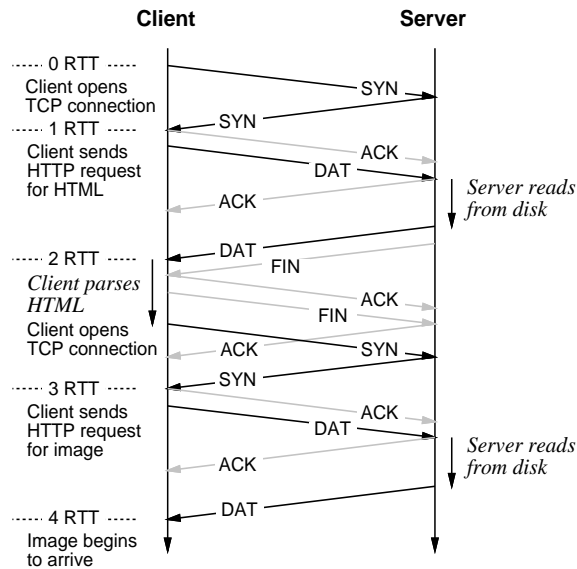 Client
Server
0 RTT
Client opens
TCP connection
SYN
SYN
1 RTT
Client sends
HTTP request
for HTML
ACK
DAT
ACK
Server reads
from disk
DAT
2 RTT
FIN
Client parses
HTML
ACK
FIN
Client opens
TCP connection
ACK
SYN
SYN
3 RTT
Client sends
HTTP request
for image
ACK
DAT
ACK
Server reads
from disk
DAT
4 RTT
Image begins
to arrive